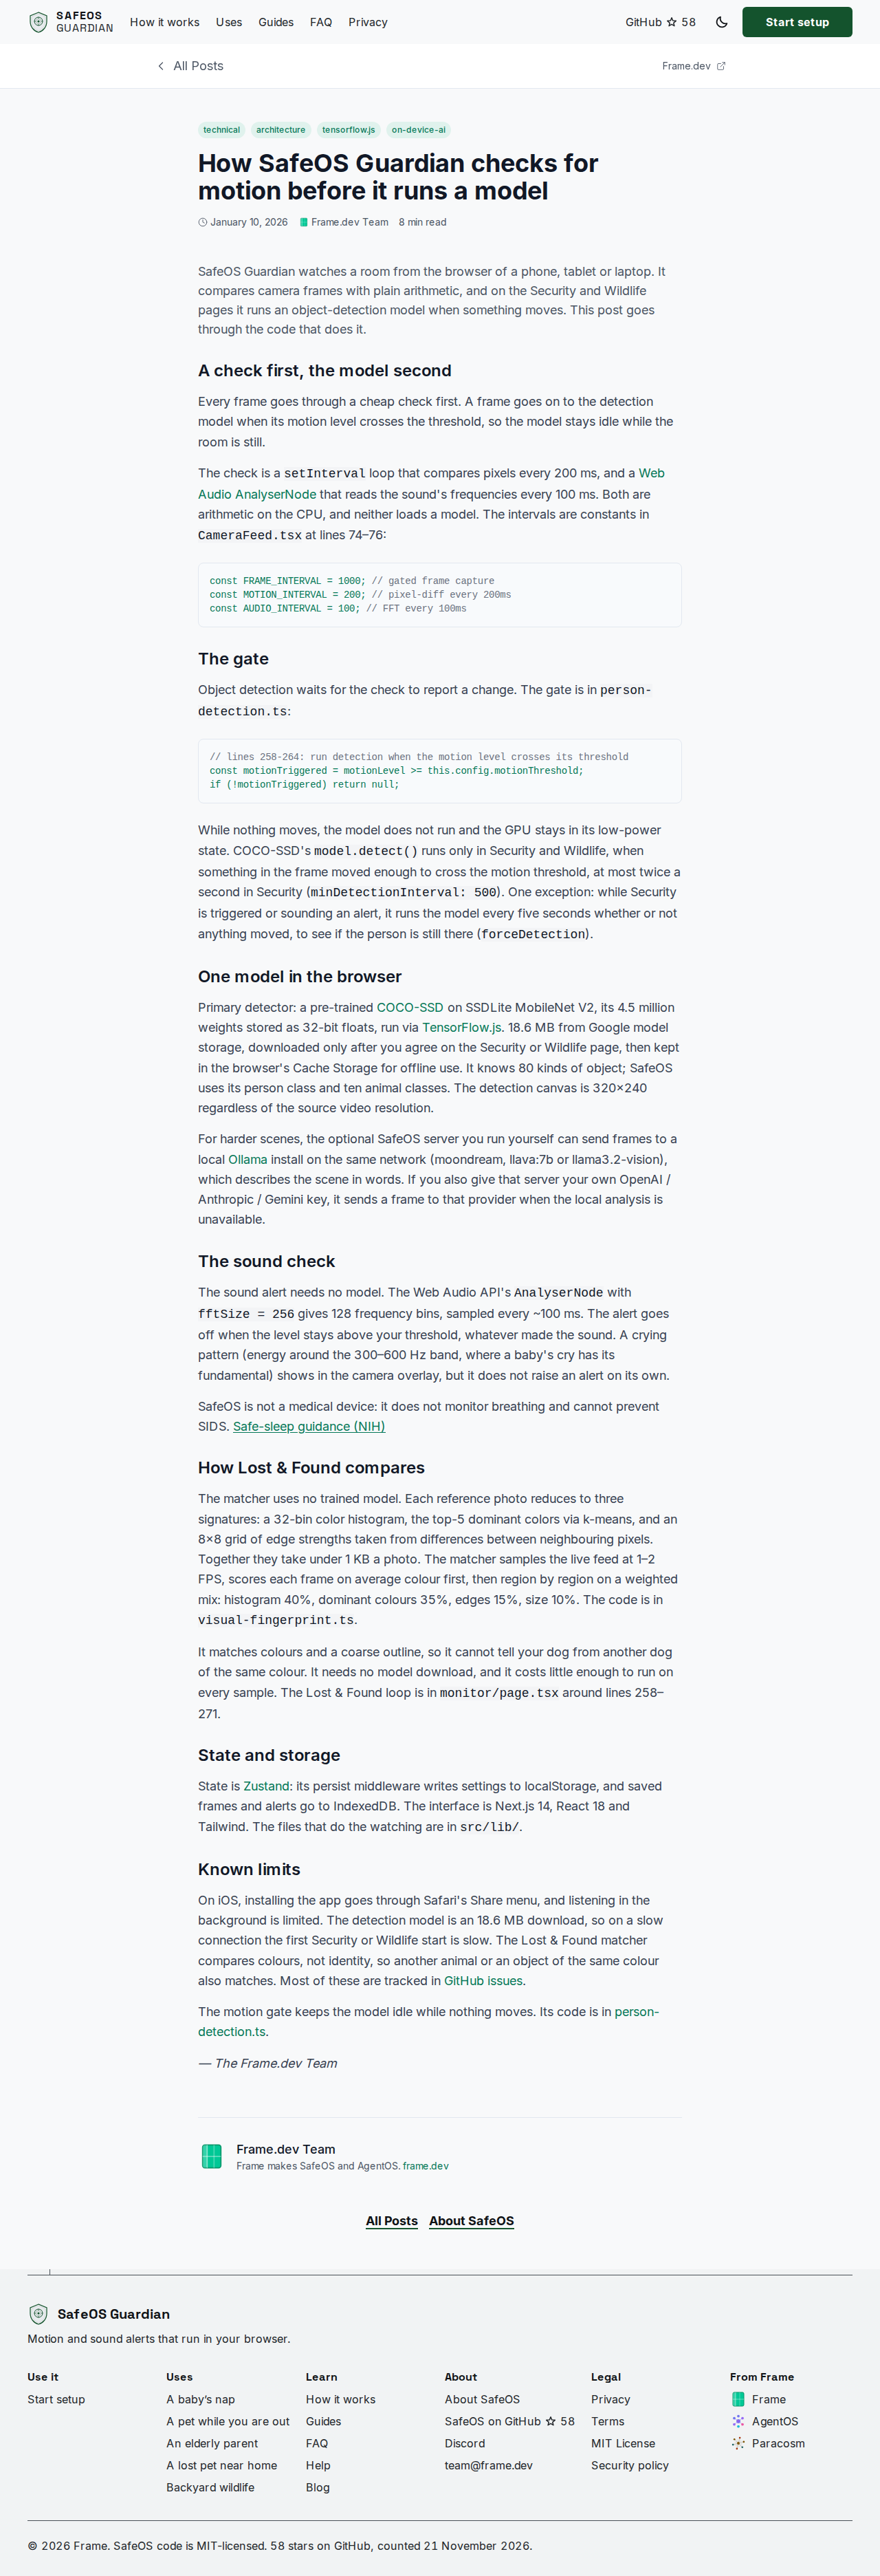 SAFEOS
GUARDIAN
How it works
Uses
Guides
FAQ
Privacy
GitHub ☆ 58
Start setup
All Posts
Frame.dev
technical
architecture
tensorflow.js
on-device-ai
How SafeOS Guardian checks for
motion before it runs a model
January 10, 2026
Frame.dev Team
8 min read
SafeOS Guardian watches a room from the browser of a phone, tablet or laptop. It
compares camera frames with plain arithmetic, and on the Security and Wildlife
pages it runs an object-detection model when something moves. This post goes
through the code that does it.
A check first, the model second
Every frame goes through a cheap check first. A frame goes on to the detection
model when its motion level crosses the threshold, so the model stays idle while the
room is still.
The check is a setInterval loop that compares pixels every 200 ms, and a Web
Audio AnalyserNode that reads the sound's frequencies every 100 ms. Both are
arithmetic on the CPU, and neither loads a model. The intervals are constants in
CameraFeed.tsx at lines 74–76:
const FRAME_INTERVAL = 1000; // gated frame capture
const MOTION_INTERVAL = 200; // pixel-diff every 200ms
const AUDIO_INTERVAL = 100; // FFT every 100ms
The gate
Object detection waits for the check to report a change. The gate is in person-
detection.ts:
// lines 258-264: run detection when the motion level crosses its threshold
const motionTriggered = motionLevel >= this.config.motionThreshold;
if (!motionTriggered) return null;
While nothing moves, the model does not run and the GPU stays in its low-power
state. COCO-SSD's model.detect() runs only in Security and Wildlife, when
something in the frame moved enough to cross the motion threshold, at most twice a
second in Security (minDetectionInterval: 500). One exception: while Security
is triggered or sounding an alert, it runs the model every five seconds whether or not
anything moved, to see if the person is still there (forceDetection).
One model in the browser
Primary detector: a pre-trained COCO-SSD on SSDLite MobileNet V2, its 4.5 million
weights stored as 32-bit floats, run via TensorFlow.js. 18.6 MB from Google model
storage, downloaded only after you agree on the Security or Wildlife page, then kept
in the browser's Cache Storage for offline use. It knows 80 kinds of object; SafeOS
uses its person class and ten animal classes. The detection canvas is 320×240
regardless of the source video resolution.
For harder scenes, the optional SafeOS server you run yourself can send frames to a
local Ollama install on the same network (moondream, llava:7b or llama3.2-vision),
which describes the scene in words. If you also give that server your own OpenAI /
Anthropic / Gemini key, it sends a frame to that provider when the local analysis is
unavailable.
The sound check
The sound alert needs no model. The Web Audio API's AnalyserNode with
fftSize = 256 gives 128 frequency bins, sampled every ~100 ms. The alert goes
off when the level stays above your threshold, whatever made the sound. A crying
pattern (energy around the 300–600 Hz band, where a baby's cry has its
fundamental) shows in the camera overlay, but it does not raise an alert on its own.
SafeOS is not a medical device: it does not monitor breathing and cannot prevent
SIDS. Safe-sleep guidance (NIH)
How Lost & Found compares
The matcher uses no trained model. Each reference photo reduces to three
signatures: a 32-bin color histogram, the top-5 dominant colors via k-means, and an
8×8 grid of edge strengths taken from differences between neighbouring pixels.
Together they take under 1 KB a photo. The matcher samples the live feed at 1–2
FPS, scores each frame on average colour first, then region by region on a weighted
mix: histogram 40%, dominant colours 35%, edges 15%, size 10%. The code is in
visual-fingerprint.ts.
It matches colours and a coarse outline, so it cannot tell your dog from another dog
of the same colour. It needs no model download, and it costs little enough to run on
every sample. The Lost & Found loop is in monitor/page.tsx around lines 258–
271.
State and storage
State is Zustand: its persist middleware writes settings to localStorage, and saved
frames and alerts go to IndexedDB. The interface is Next.js 14, React 18 and
Tailwind. The files that do the watching are in src/lib/.
Known limits
On iOS, installing the app goes through Safari's Share menu, and listening in the
background is limited. The detection model is an 18.6 MB download, so on a slow
connection the first Security or Wildlife start is slow. The Lost & Found matcher
compares colours, not identity, so another animal or an object of the same colour
also matches. Most of these are tracked in GitHub issues.
The motion gate keeps the model idle while nothing moves. Its code is in person-
detection.ts.
— The Frame.dev Team
Frame.dev Team
Frame makes SafeOS and AgentOS. frame.dev
All Posts
About SafeOS
SafeOS Guardian
Motion and sound alerts that run in your browser.
Use it
Start setup
Uses
A baby's nap
A pet while you are out
An elderly parent
A lost pet near home
Backyard wildlife
Learn
How it works
Guides
FAQ
Help
Blog
About
About SafeOS
SafeOS on GitHub ☆ 58
Discord
team@frame.dev
Legal
Privacy
Terms
MIT License
Security policy
From Frame
Frame
AgentOS
Paracosm
© 2026 Frame. SafeOS code is MIT-licensed. 58 stars on GitHub, counted 21 November 2026.